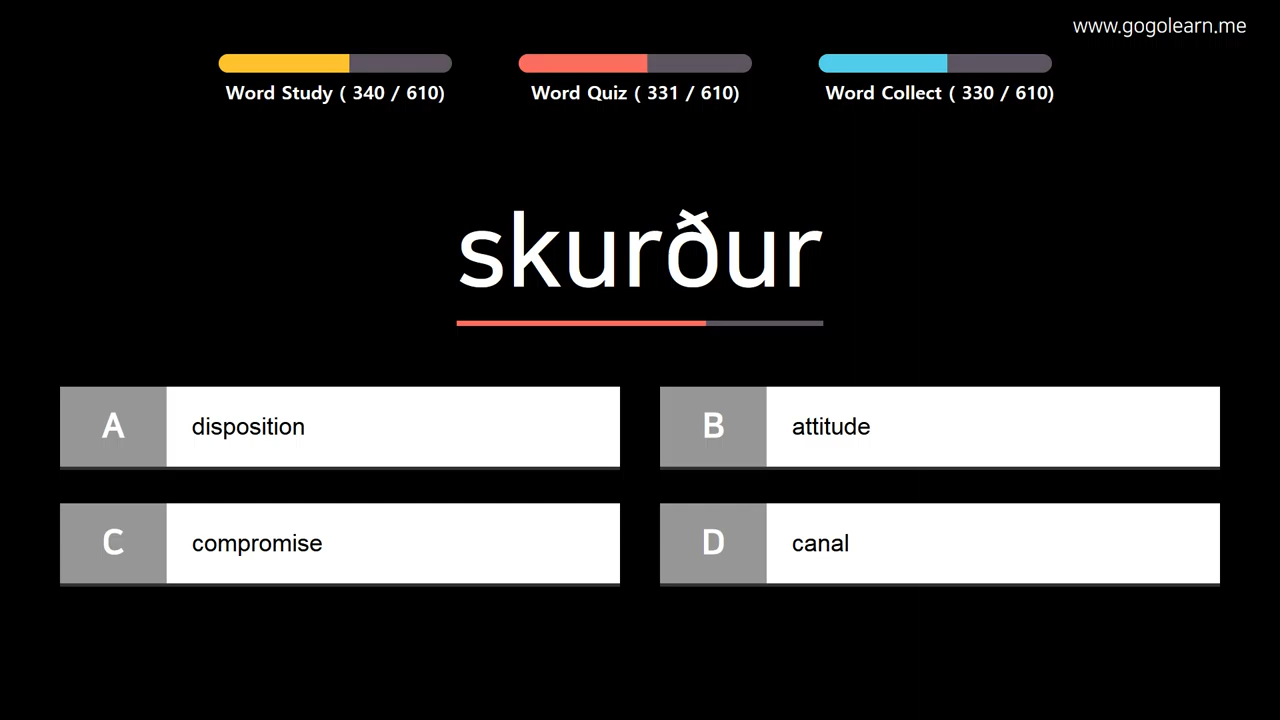 www.gogolearn.me
Word Study ( 340 / 610)
Word Quiz ( 331 / 610)
Word Collect ( 330 / 610)
skurður
A disposition
B attitude
C compromise
D canal